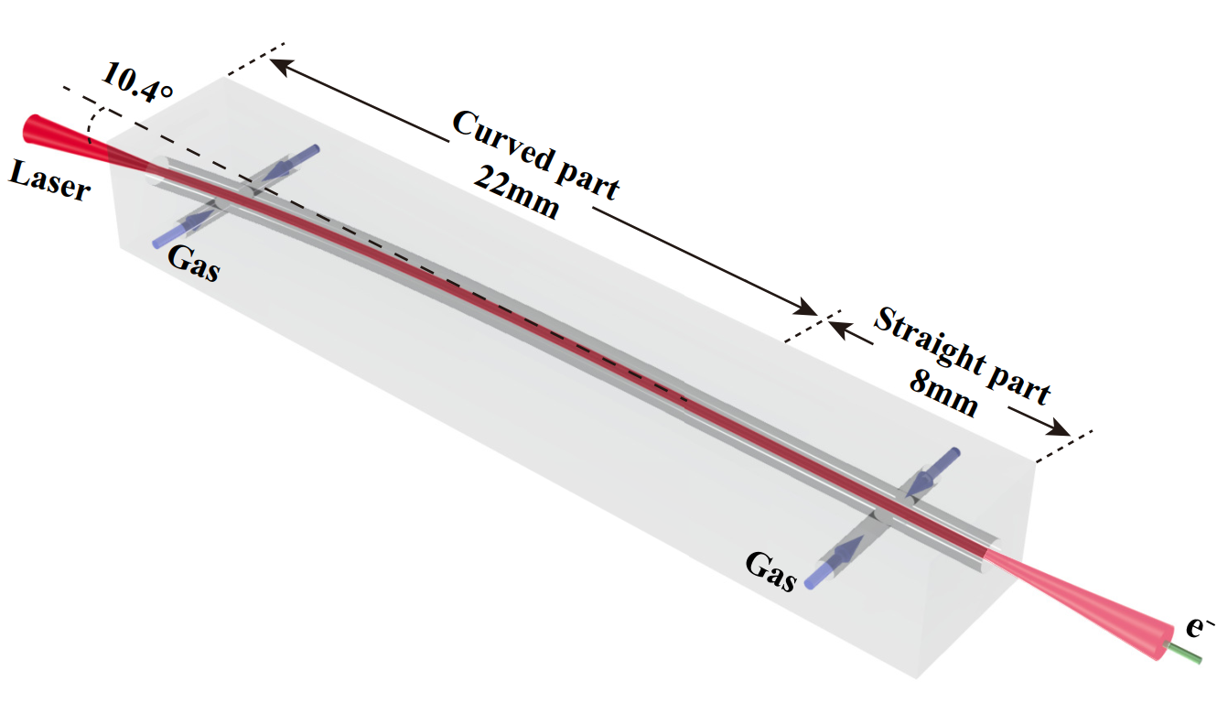 10.4°
Laser
Gas
Curved part
22mm
Straight part
8mm
Gas
e⁻